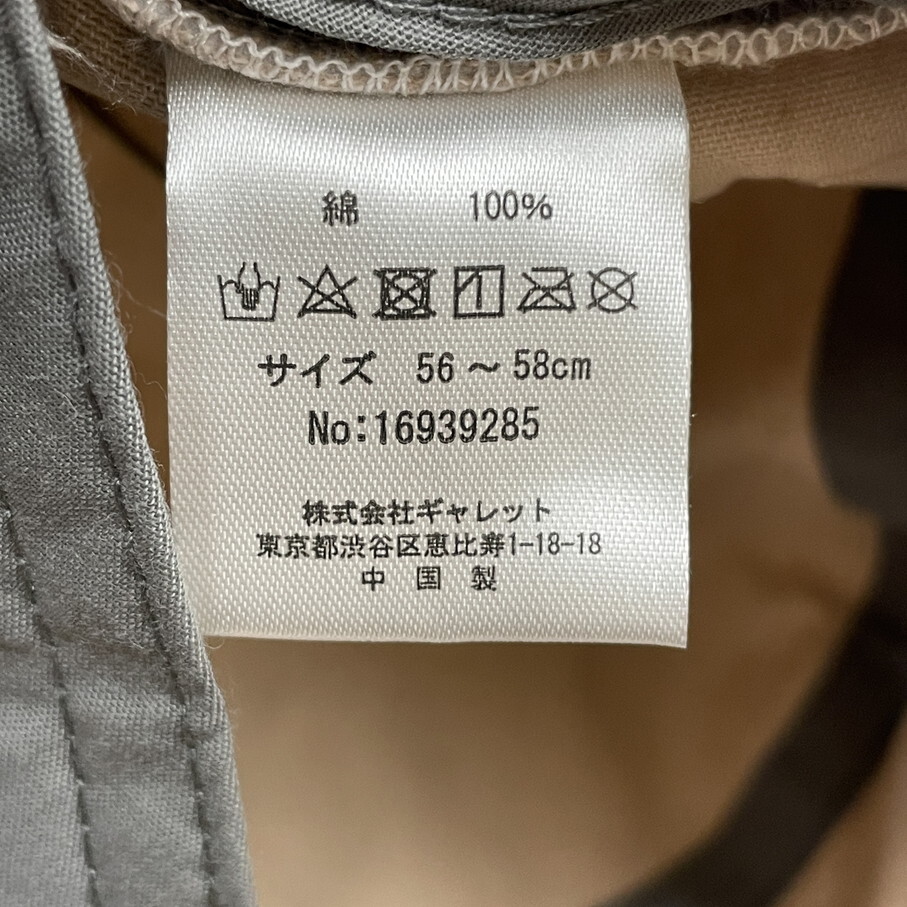 綿 100%
サイズ 56～58cm
No:16939285
株式会社ギャレット
東京都渋谷区恵比寿1-18-18
中国製